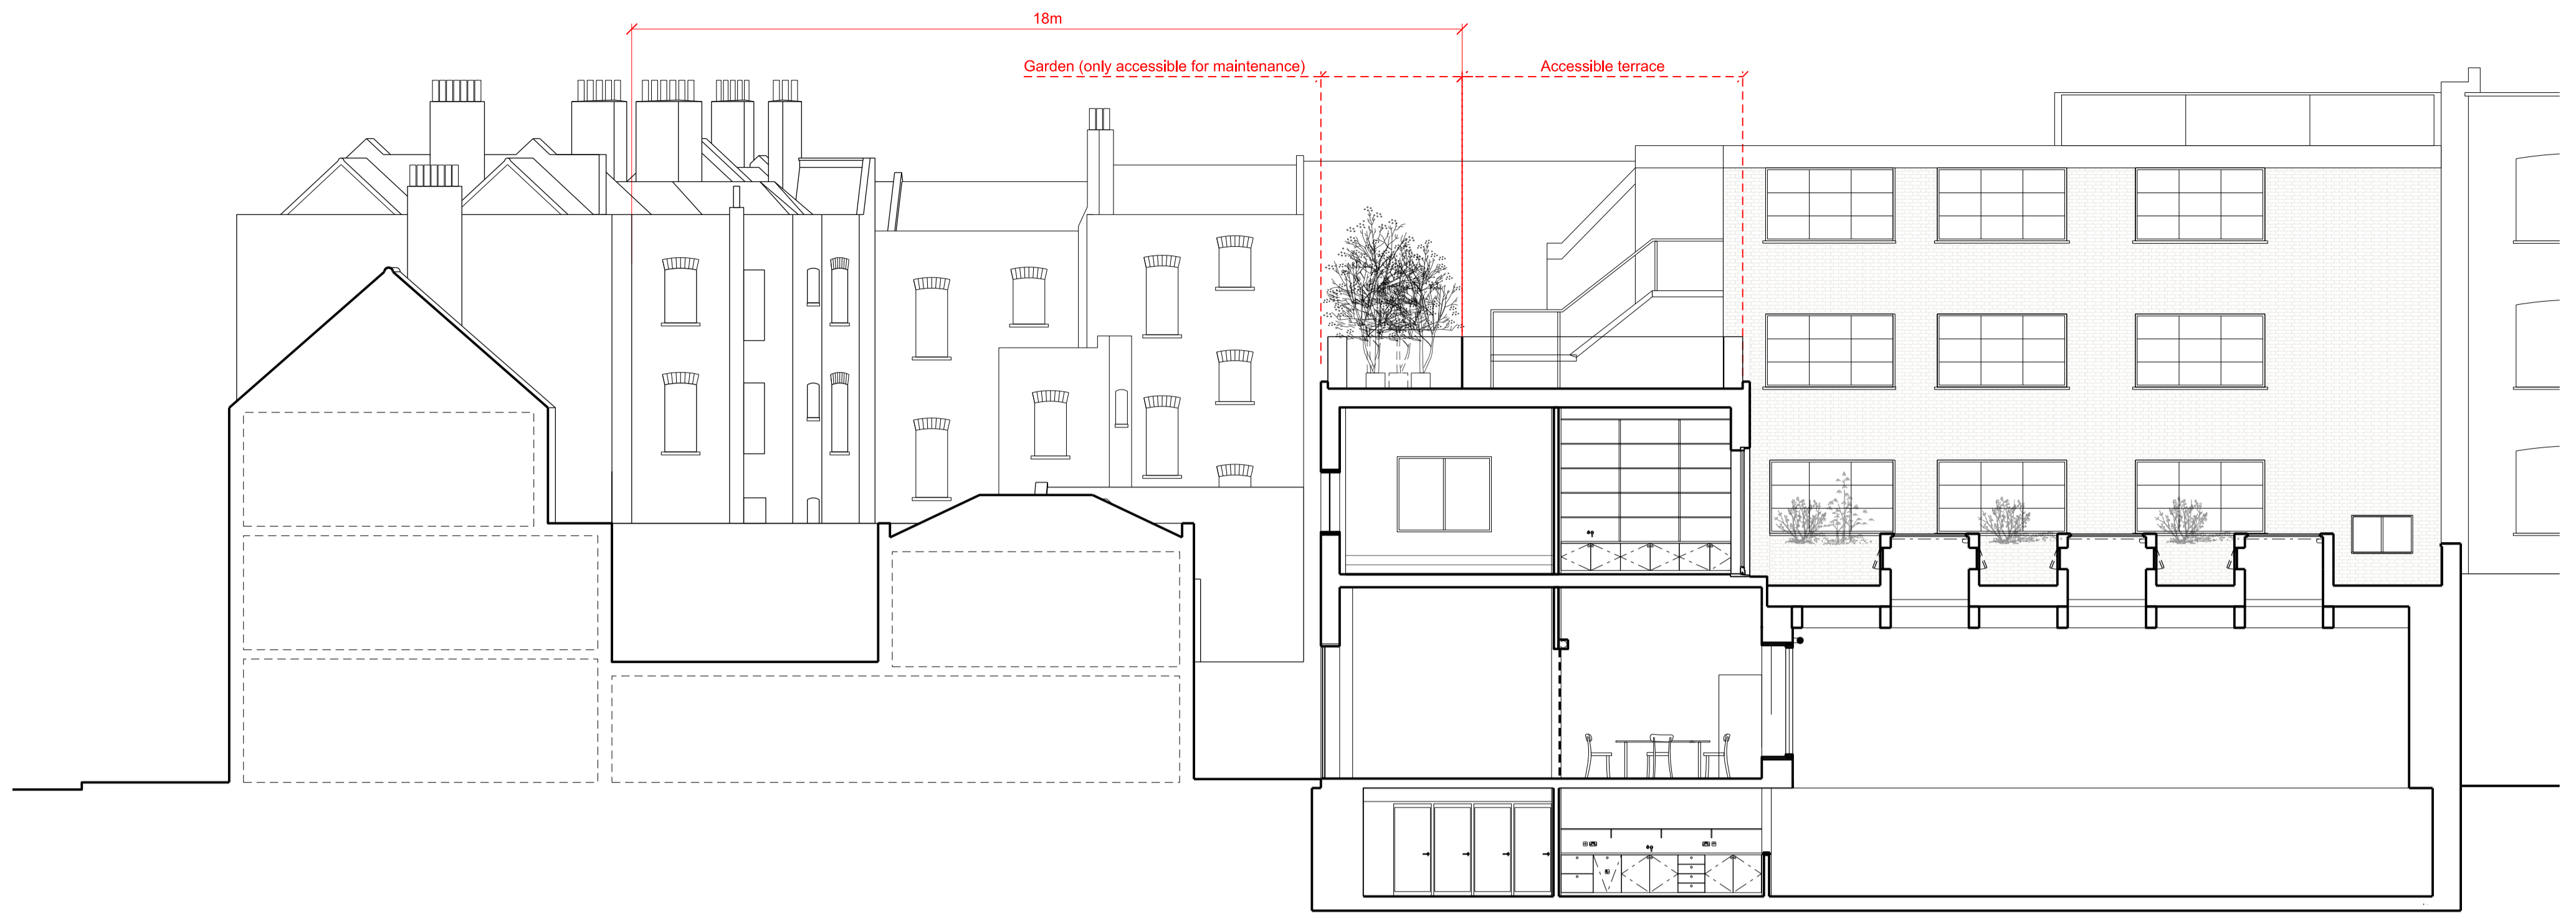 18m
Garden (only accessible for maintenance)
Accessible terrace